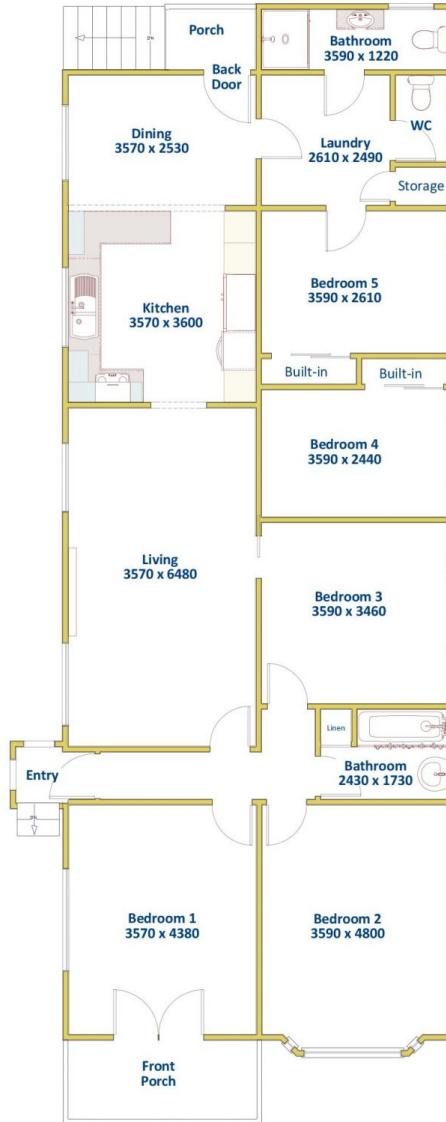 Porch
Back
Door
Bathroom
3590 x 1220
Dining
3570 x 2530
Laundry
2610 x 2490
WC
Storage
Kitchen
3570 x 3600
Bedroom 5
3590 x 2610
Built-in
Built-in
Bedroom 4
3590 x 2440
Living
3570 x 6480
Bedroom 3
3590 x 3460
Linen
Entry
Bathroom
2430 x 1730
Bedroom 1
3570 x 4380
Bedroom 2
3590 x 4800
Front
Porch